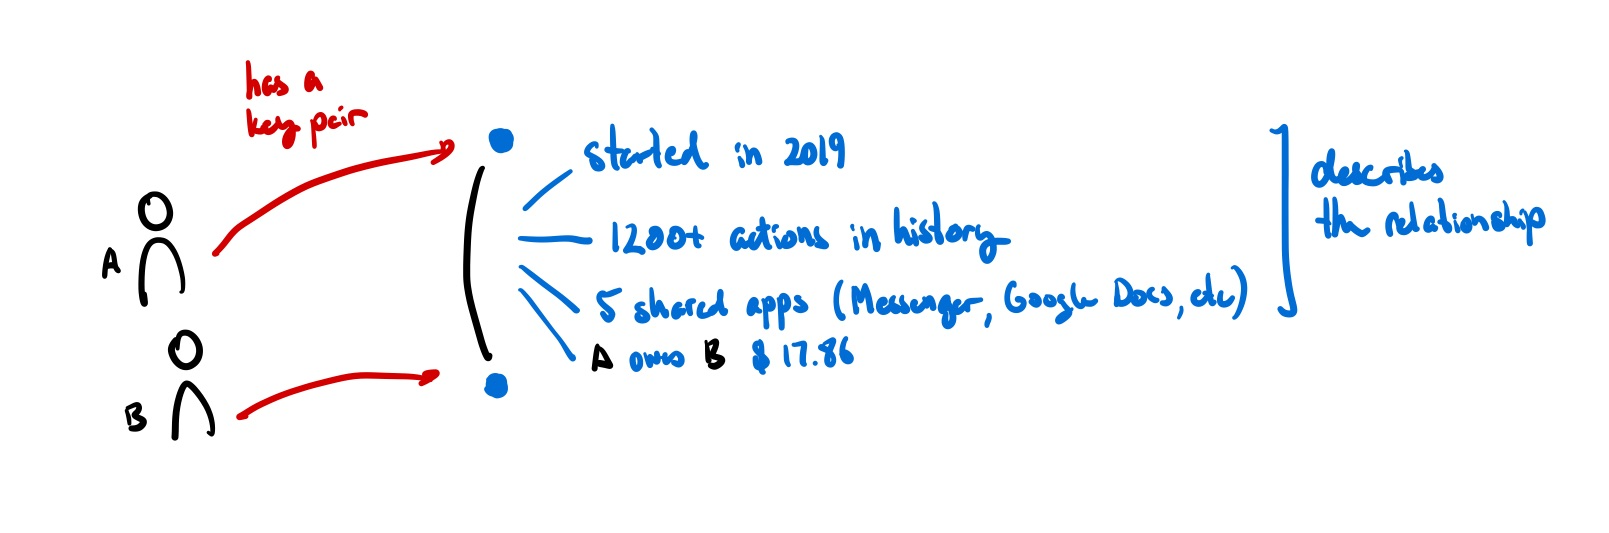 has a
key pair
started in 2019
1200+ actions in history
5 shared apps (Messenger, Google Docs, etc)
A owes B $17.86
describes
the relationship
A
B